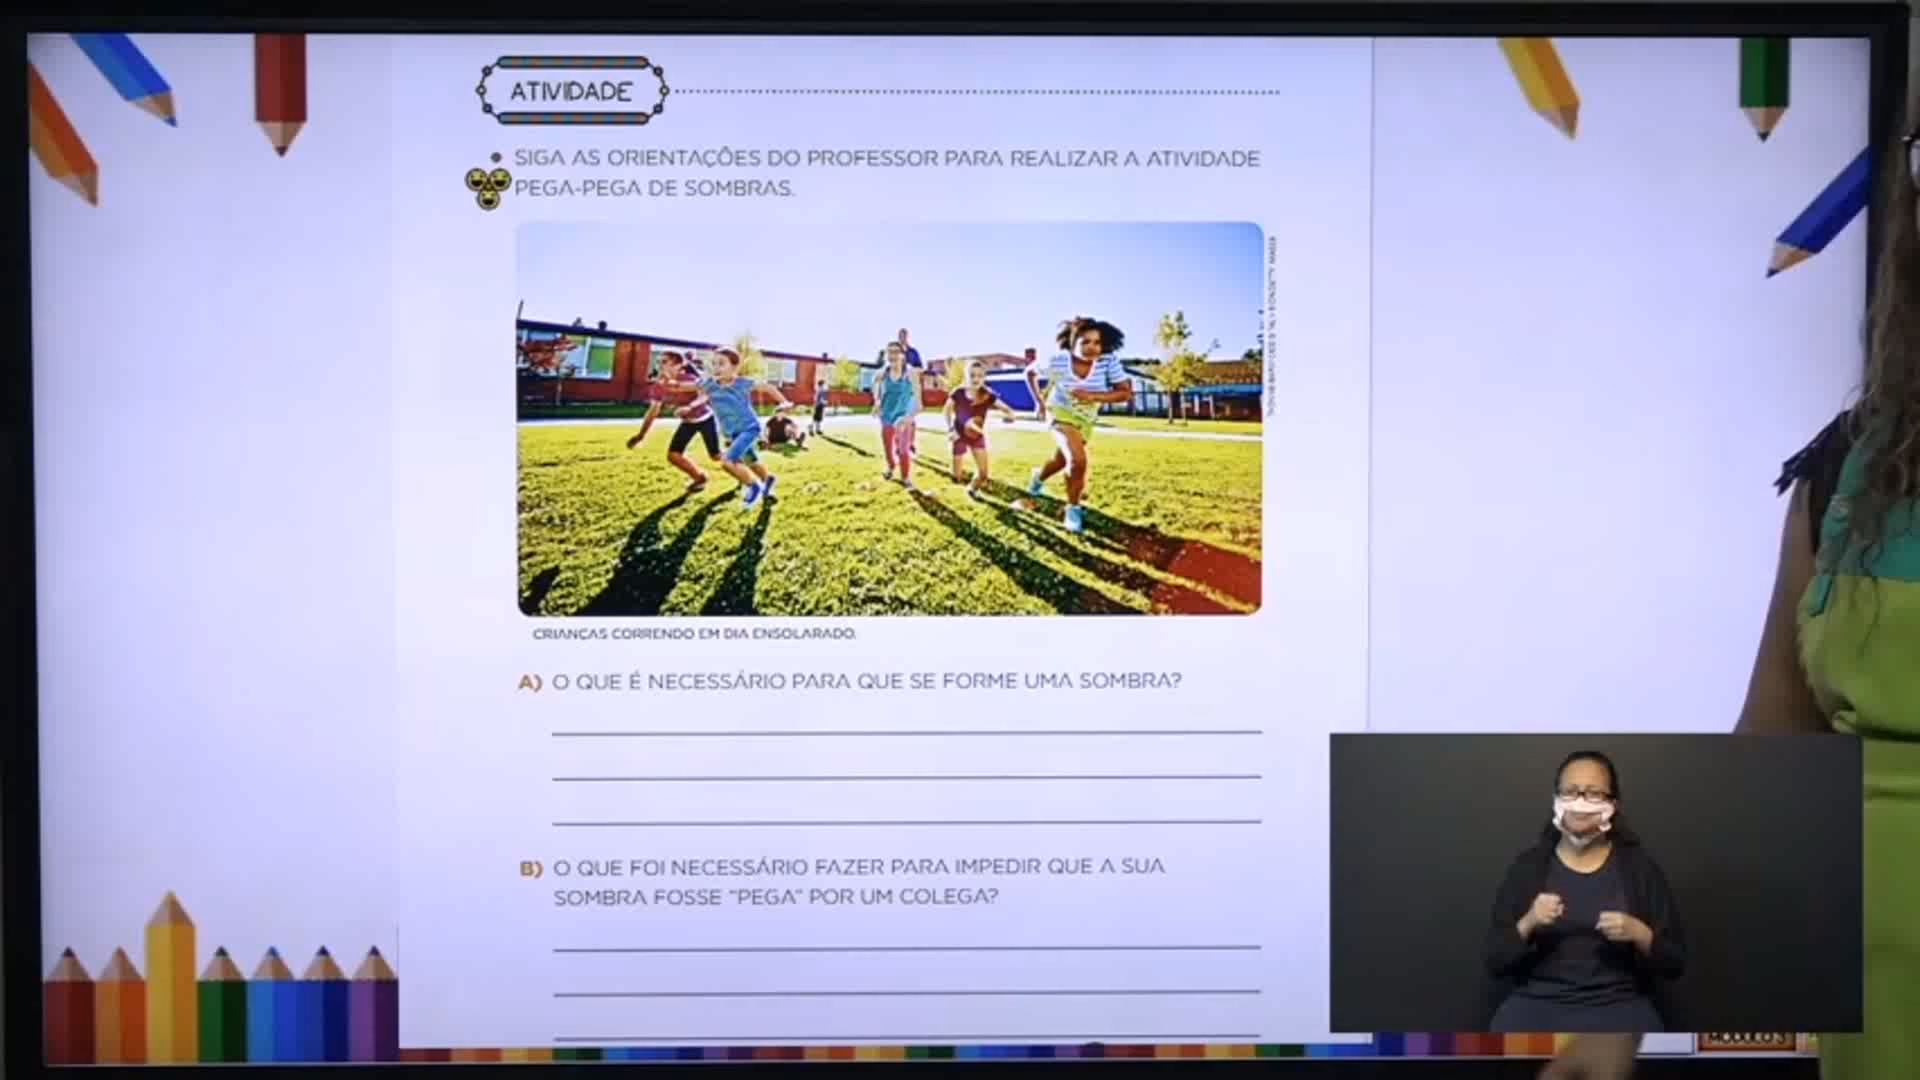 ATIVIDADE
SIGA AS ORIENTAÇÕES DO PROFESSOR PARA REALIZAR A ATIVIDADE
PEGA-PEGA DE SOMBRAS.
CRIANÇAS CORRENDO EM DIA ENSOLARADO.
A) O QUE É NECESSÁRIO PARA QUE SE FORME UMA SOMBRA?
B) O QUE FOI NECESSÁRIO FAZER PARA IMPEDIR QUE A SUA
SOMBRA FOSSE “PEGA” POR UM COLEGA?
MÓDULO 3